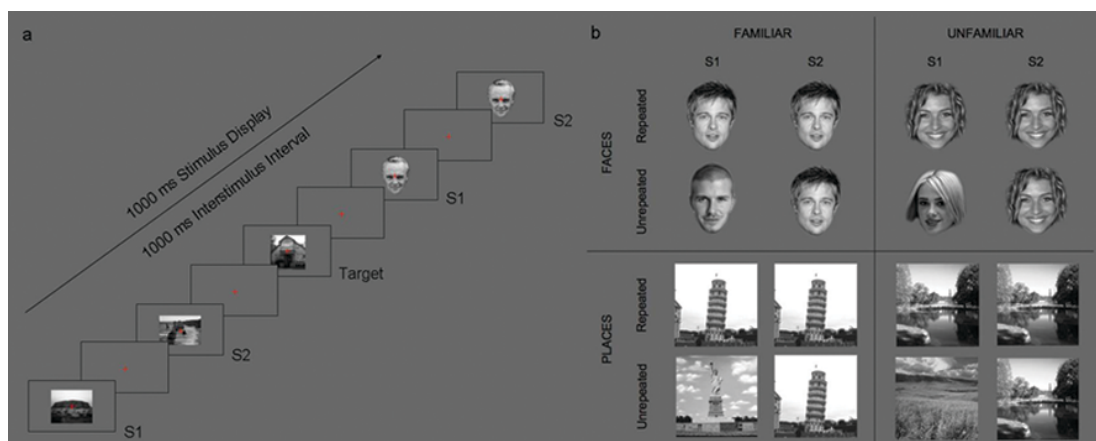 a
1000 ms Stimulus Display
1000 ms Interstimulus Interval
S1
S2
Target
S1
S2
b
FAMILIAR
UNFAMILIAR
S1
S2
S1
S2
FACES
Repeated
Unrepeated
PLACES
Repeated
Unrepeated